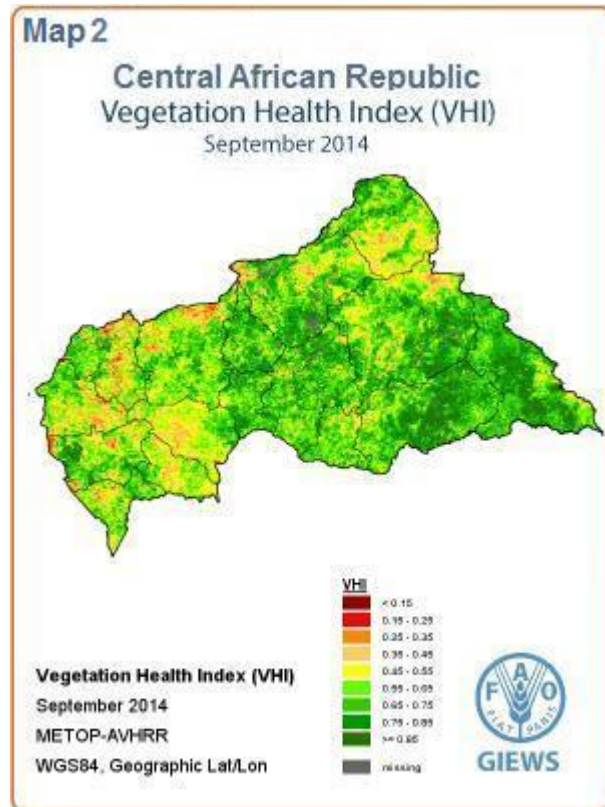 Map 2
Central African Republic
Vegetation Health Index (VHI)
September 2014
VHI
< 0.15
0.15 - 0.25
0.25 - 0.35
0.35 - 0.45
0.45 - 0.55
0.55 - 0.65
0.65 - 0.75
0.75 - 0.85
>= 0.85
missing
Vegetation Health Index (VHI)
September 2014
METOP-AVHRR
WGS84, Geographic Lat/Lon
F A O
FIAT PANIS
GIEWS